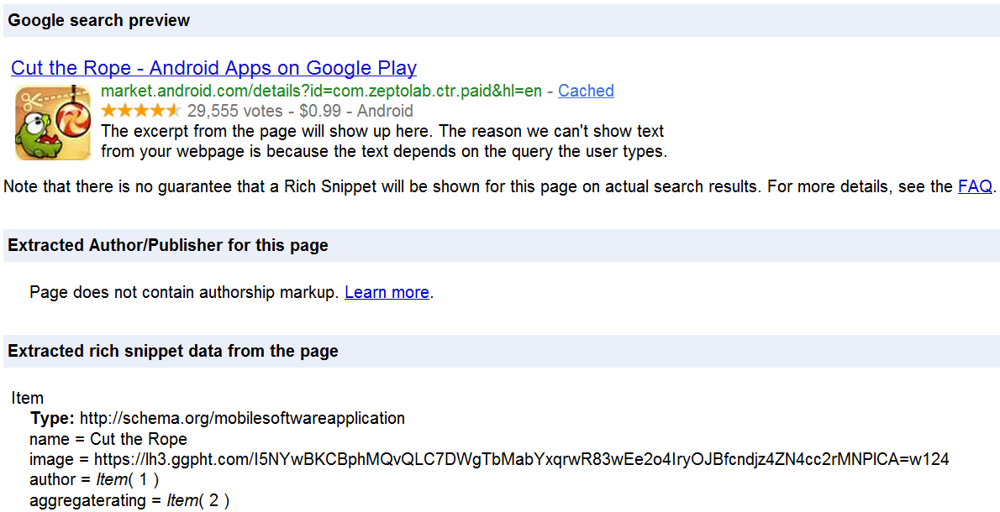 Google search preview
Cut the Rope - Android Apps on Google Play
market.android.com/details?id=com.zeptolab.ctr.paid&hl=en - Cached
29,555 votes - $0.99 - Android
The excerpt from the page will show up here. The reason we can't show text
from your webpage is because the text depends on the query the user types.
Note that there is no guarantee that a Rich Snippet will be shown for this page on actual search results. For more details, see the FAQ.
Extracted Author/Publisher for this page
Page does not contain authorship markup. Learn more.
Extracted rich snippet data from the page
Item
Type: http://schema.org/mobilesoftwareapplication
name = Cut the Rope
image = https://lh3.ggpht.com/I5NYwBKCBphMQvQLC7DWgTbMabYxqrwR83wEe2o4IryOJBfcndjz4ZN4cc2rMNPlCA=w124
author = Item( 1 )
aggregaterating = Item( 2 )